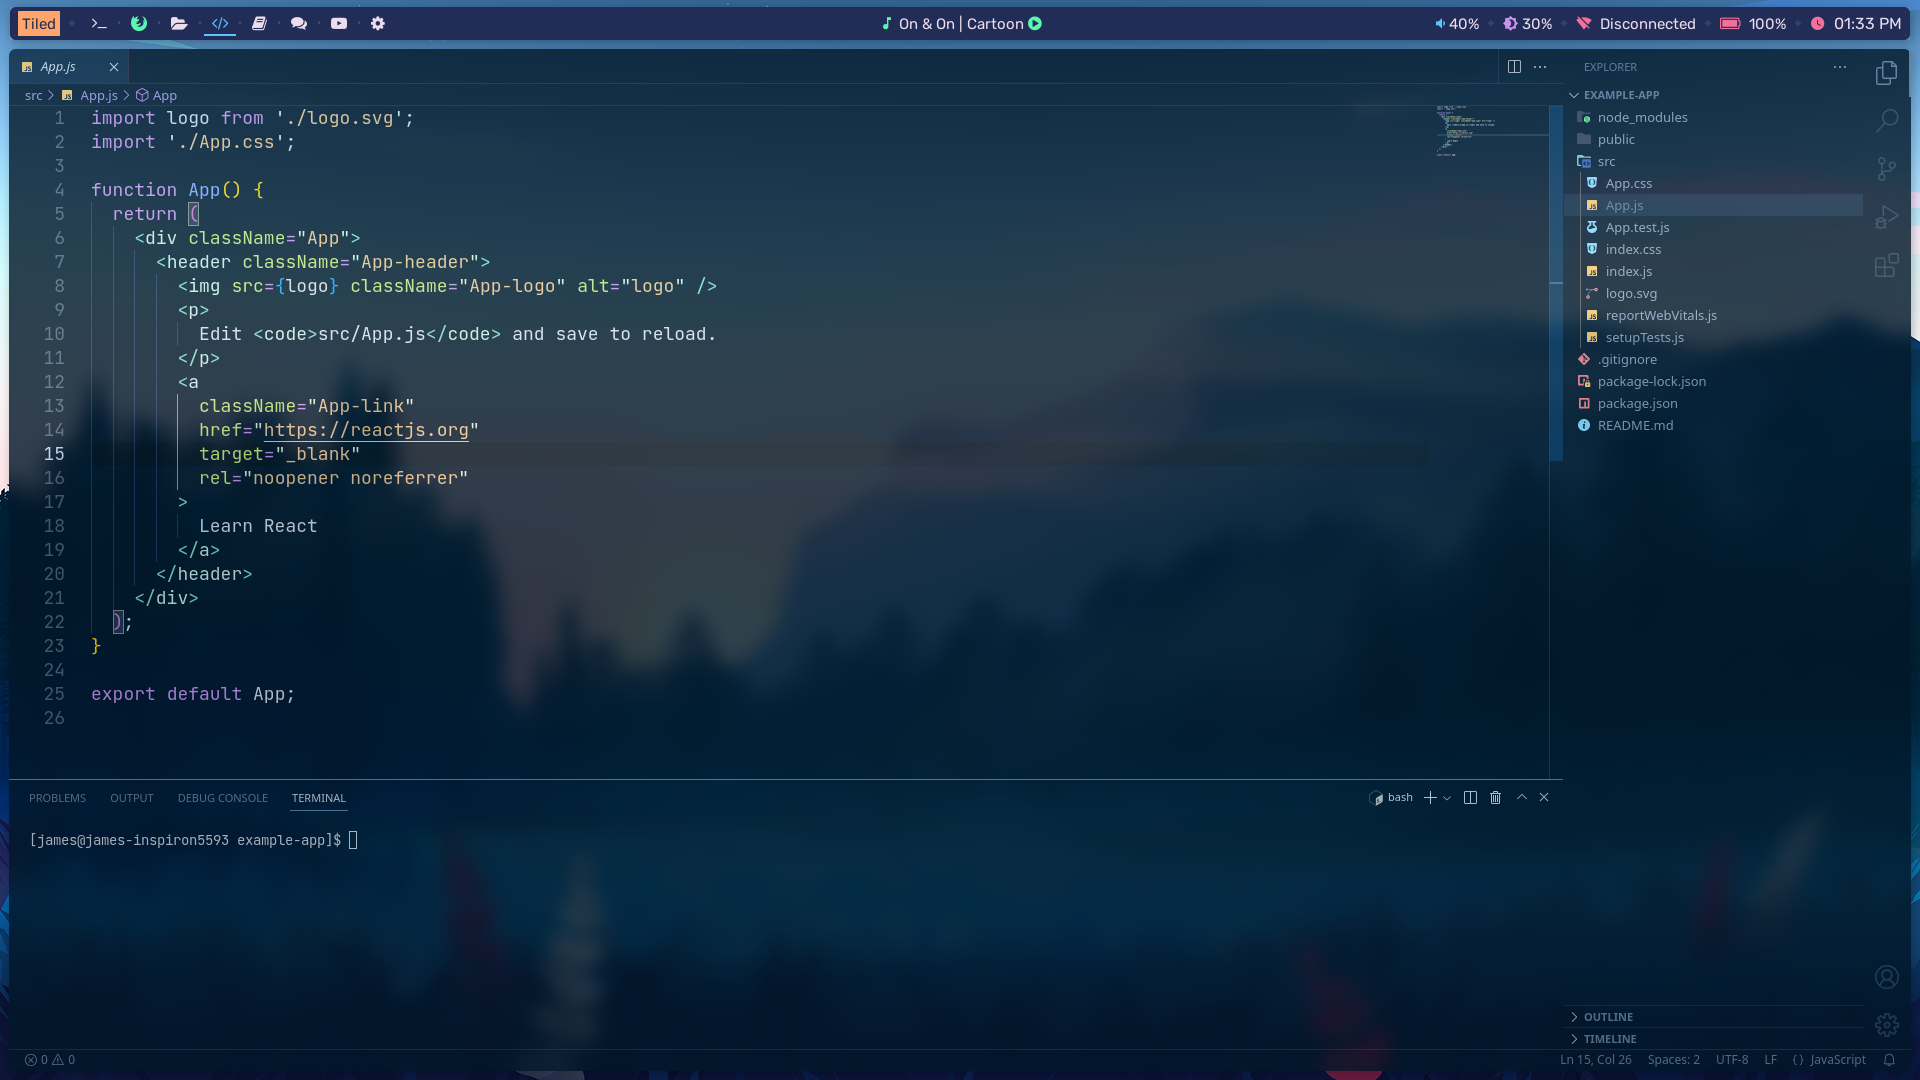 Tiled
On & On | Cartoon
40%
30%
Disconnected
100%
01:33 PM
App.js
src > App.js > App
1 import logo from './logo.svg';
2 import './App.css';
3
4 function App() {
5 return (
6 <div className="App">
7 <header className="App-header">
8 <img src={logo} className="App-logo" alt="logo" />
9 <p>
10 Edit <code>src/App.js</code> and save to reload.
11 </p>
12 <a
13 className="App-link"
14 href="https://reactjs.org"
15 target="_blank"
16 rel="noopener noreferrer"
17 >
18 Learn React
19 </a>
20 </header>
21 </div>
22 );
23 }
24
25 export default App;
26
EXPLORER
EXAMPLE-APP
node_modules
public
src
App.css
App.js
App.test.js
index.css
index.js
logo.svg
reportWebVitals.js
setupTests.js
.gitignore
package-lock.json
package.json
README.md
PROBLEMS OUTPUT DEBUG CONSOLE TERMINAL
bash
[james@james-inspiron5593 example-app]$
OUTLINE
TIMELINE
0 0
Ln 15, Col 26 Spaces: 2 UTF-8 LF {} JavaScript